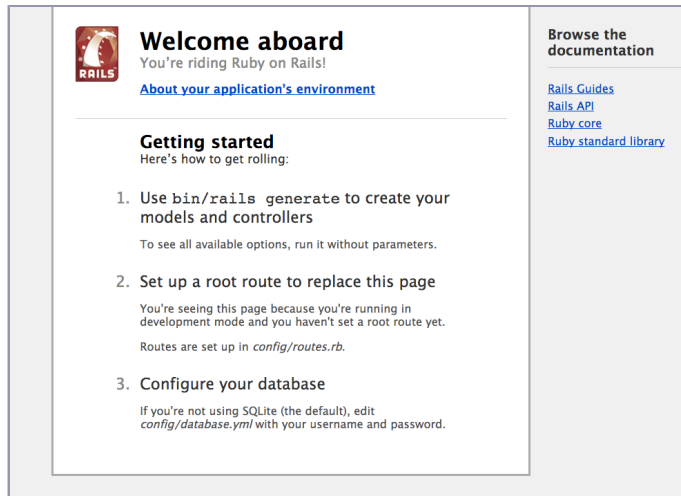 RAILS
Welcome aboard
You're riding Ruby on Rails!
About your application's environment
Getting started
Here's how to get rolling:
1. Use bin/rails generate to create your
models and controllers
To see all available options, run it without parameters.
2. Set up a root route to replace this page
You're seeing this page because you're running in
development mode and you haven't set a root route yet.
Routes are set up in config/routes.rb.
3. Configure your database
If you're not using SQLite (the default), edit
config/database.yml with your username and password.
Browse the
documentation
Rails Guides
Rails API
Ruby core
Ruby standard library